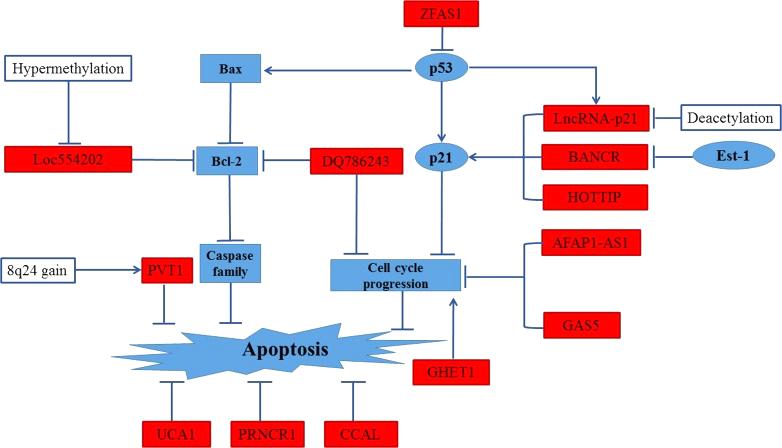 ZFAS1
Hypermethylation
Bax
p53
LncRNA-p21
Deacetylation
Loc554202
Bcl-2
DQ786243
p21
BANCR
Est-1
HOTTIP
8q24 gain
PVT1
Caspase
family
Cell cycle
progression
AFAP1-AS1
GAS5
Apoptosis
GHET1
UCA1
PRNCR1
CCAL